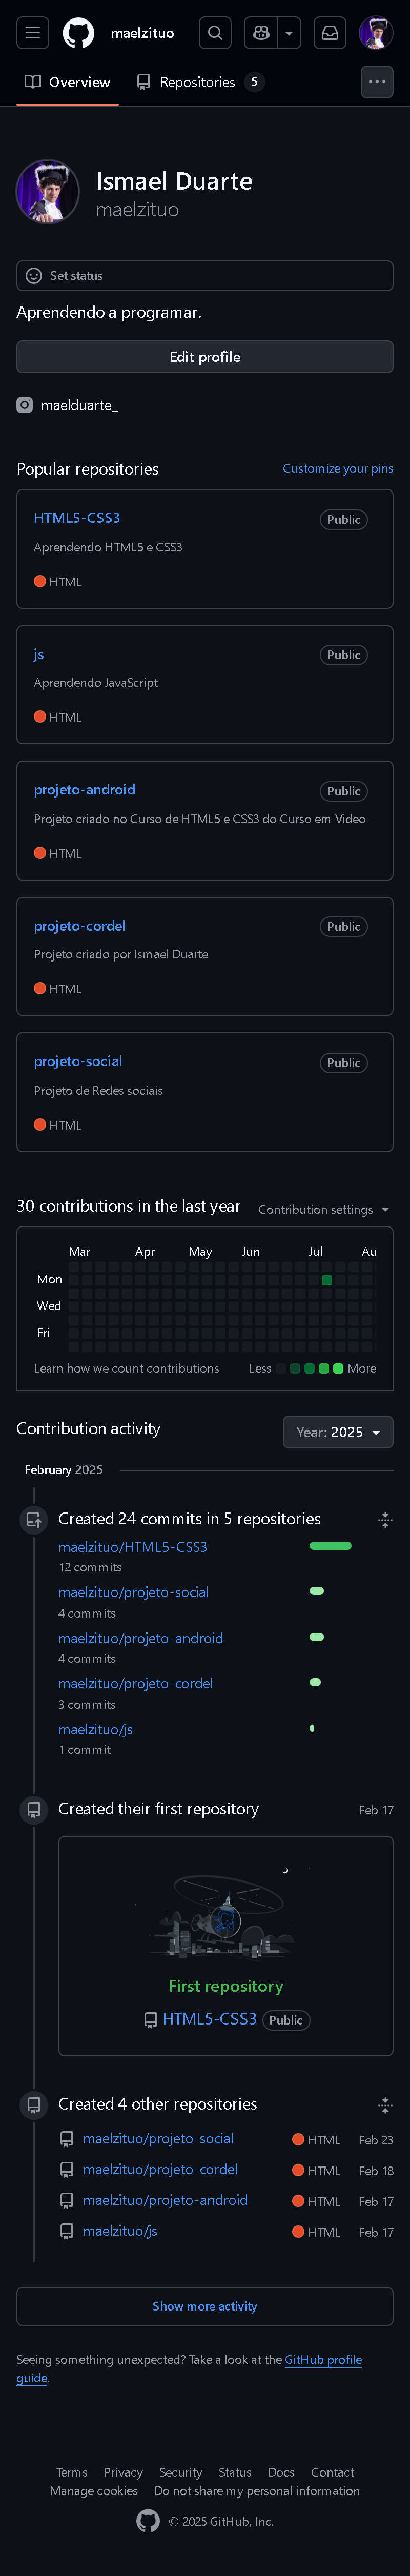 maelzituo
Overview
Repositories 5
Ismael Duarte
maelzituo
Set status
Aprendendo a programar.
Edit profile
maelduarte_
Popular repositories Customize your pins
HTML5-CSS3 Public
Aprendendo HTML5 e CSS3
HTML
js Public
Aprendendo JavaScript
HTML
projeto-android Public
Projeto criado no Curso de HTML5 e CSS3 do Curso em Video
HTML
projeto-cordel Public
Projeto criado por Ismael Duarte
HTML
projeto-social Public
Projeto de Redes sociais
HTML
30 contributions in the last year Contribution settings
Mar Apr May Jun Jul Au
Mon
Wed
Fri
Learn how we count contributions Less More
Contribution activity Year: 2025
February 2025
Created 24 commits in 5 repositories
maelzituo/HTML5-CSS3
12 commits
maelzituo/projeto-social
4 commits
maelzituo/projeto-android
4 commits
maelzituo/projeto-cordel
3 commits
maelzituo/js
1 commit
Created their first repository Feb 17
First repository
HTML5-CSS3 Public
Created 4 other repositories
maelzituo/projeto-social HTML Feb 23
maelzituo/projeto-cordel HTML Feb 18
maelzituo/projeto-android HTML Feb 17
maelzituo/js HTML Feb 17
Show more activity
Seeing something unexpected? Take a look at the GitHub profile
guide.
Terms Privacy Security Status Docs Contact
Manage cookies Do not share my personal information
© 2025 GitHub, Inc.